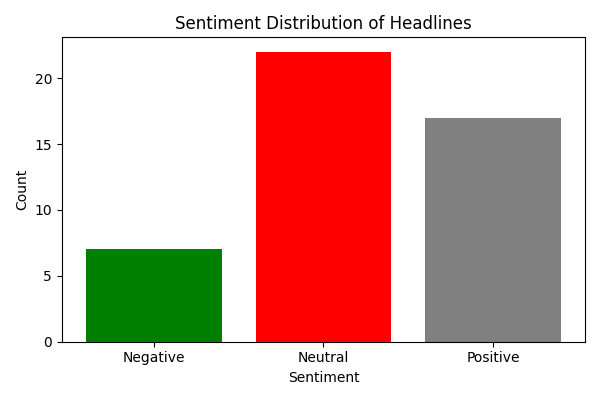 Sentiment Distribution of Headlines
20
15
10
5
0
Count
Negative
Neutral
Positive
Sentiment